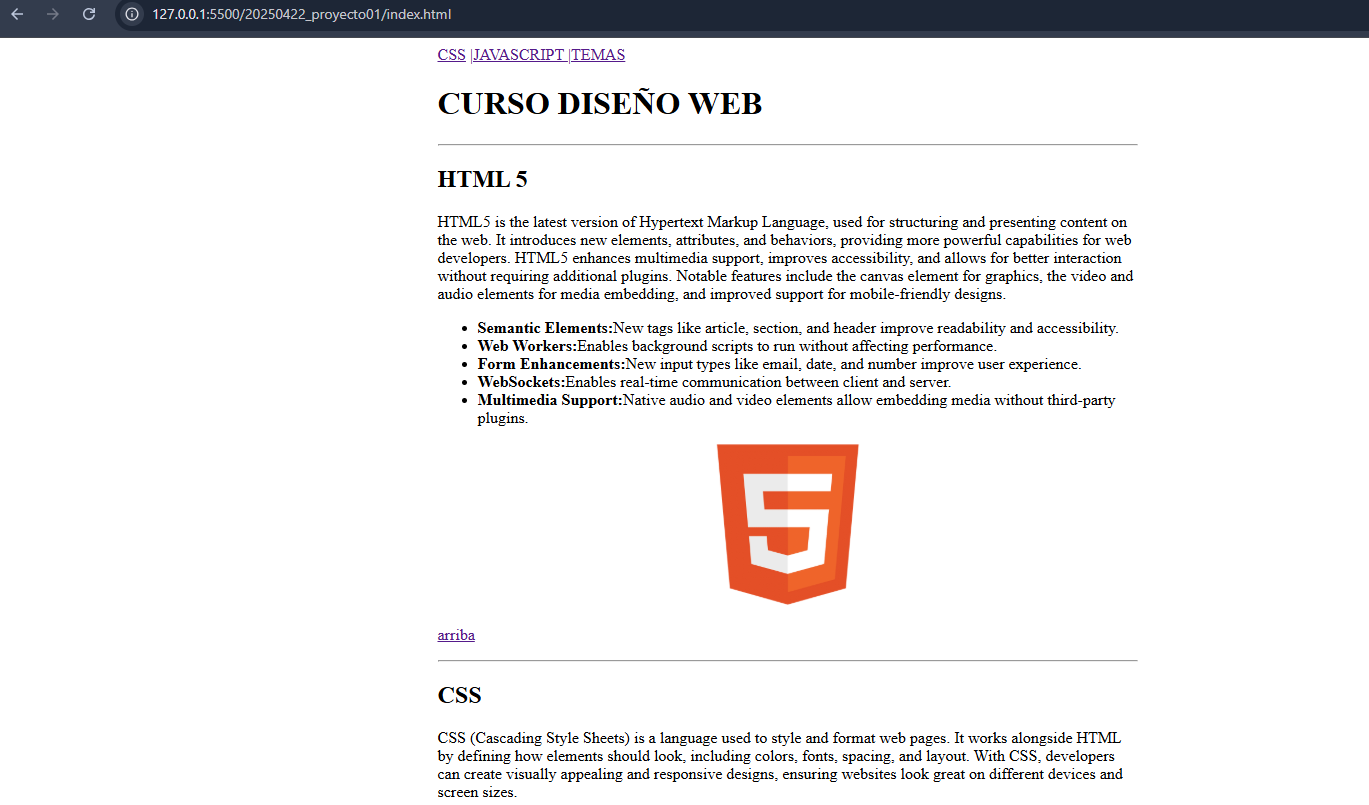 127.0.0.1:5500/20250422_proyecto01/index.html
CSS |JAVASCRIPT |TEMAS
CURSO DISEÑO WEB
HTML 5
HTML5 is the latest version of Hypertext Markup Language, used for structuring and presenting content on
the web. It introduces new elements, attributes, and behaviors, providing more powerful capabilities for web
developers. HTML5 enhances multimedia support, improves accessibility, and allows for better interaction
without requiring additional plugins. Notable features include the canvas element for graphics, the video and
audio elements for media embedding, and improved support for mobile-friendly designs.
• Semantic Elements:New tags like article, section, and header improve readability and accessibility.
• Web Workers:Enables background scripts to run without affecting performance.
• Form Enhancements:New input types like email, date, and number improve user experience.
• WebSockets:Enables real-time communication between client and server.
• Multimedia Support:Native audio and video elements allow embedding media without third-party
plugins.
5
arriba
CSS
CSS (Cascading Style Sheets) is a language used to style and format web pages. It works alongside HTML
by defining how elements should look, including colors, fonts, spacing, and layout. With CSS, developers
can create visually appealing and responsive designs, ensuring websites look great on different devices and
screen sizes.